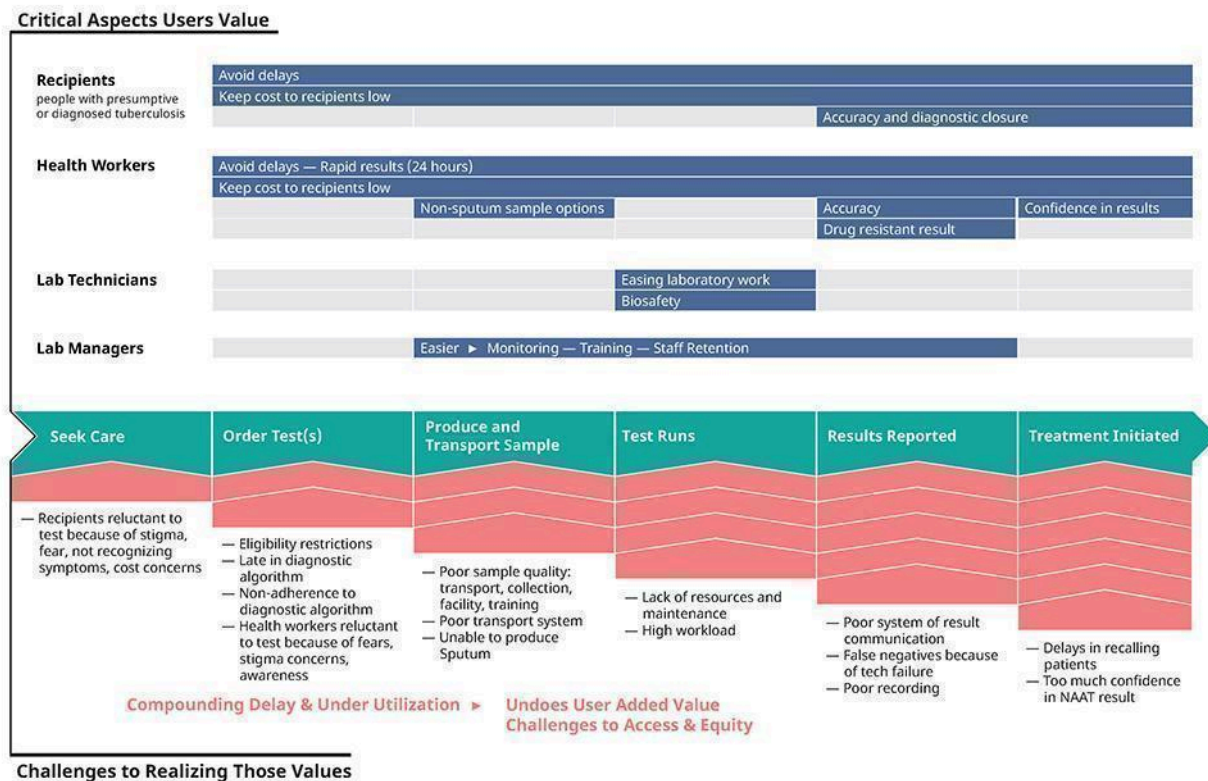 Critical Aspects Users Value
Recipients
people with presumptive
or diagnosed tuberculosis
Avoid delays
Keep cost to recipients low
Accuracy and diagnostic closure
Health Workers
Avoid delays — Rapid results (24 hours)
Keep cost to recipients low
Non-sputum sample options
Accuracy
Confidence in results
Drug resistant result
Lab Technicians
Easing laboratory work
Biosafety
Lab Managers
Easier ► Monitoring — Training — Staff Retention
Seek Care
Order Test(s)
Produce and
Transport Sample
Test Runs
Results Reported
Treatment Initiated
— Recipients reluctant to
test because of stigma,
fear, not recognizing
symptoms, cost concerns
— Eligibility restrictions
— Late in diagnostic
algorithm
— Non-adherence to
diagnostic algorithm
— Health workers reluctant
to test because of fears,
stigma concerns,
awareness
— Poor sample quality:
transport, collection,
facility, training
— Poor transport system
— Unable to produce
Sputum
— Lack of resources and
maintenance
— High workload
— Poor system of result
communication
— False negatives because
of tech failure
— Poor recording
— Delays in recalling
patients
— Too much confidence
in NAAT result
Compounding Delay & Under Utilization ►
Undoes User Added Value
Challenges to Access & Equity
Challenges to Realizing Those Values